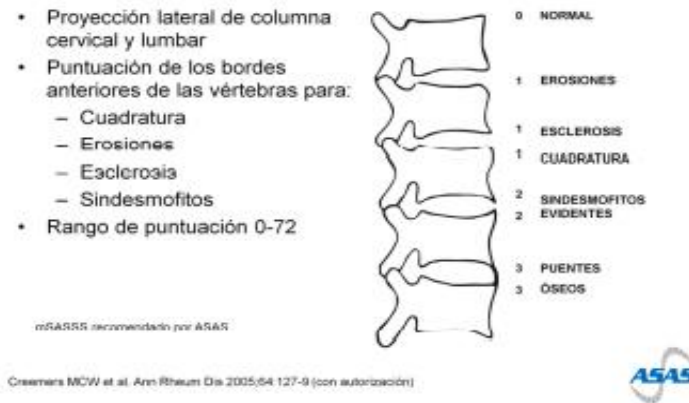 • Proyección lateral de columna
cervical y lumbar
• Puntuación de los bordes
anteriores de las vértebras para:
– Cuadratura
– Erosiones
– Esclerosis
– Sindesmofitos
• Rango de puntuación 0-72
mSASSS recomendado por ASAS
0 NORMAL
1 EROSIONES
1 ESCLEROSIS
1 CUADRATURA
2 SINDESMOFITOS
2 EVIDENTES
3 PUENTES
3 ÓSEOS
Creemers MCW et al. Ann Rheum Dis 2005;64:127-9 (con autorización)
ASAS